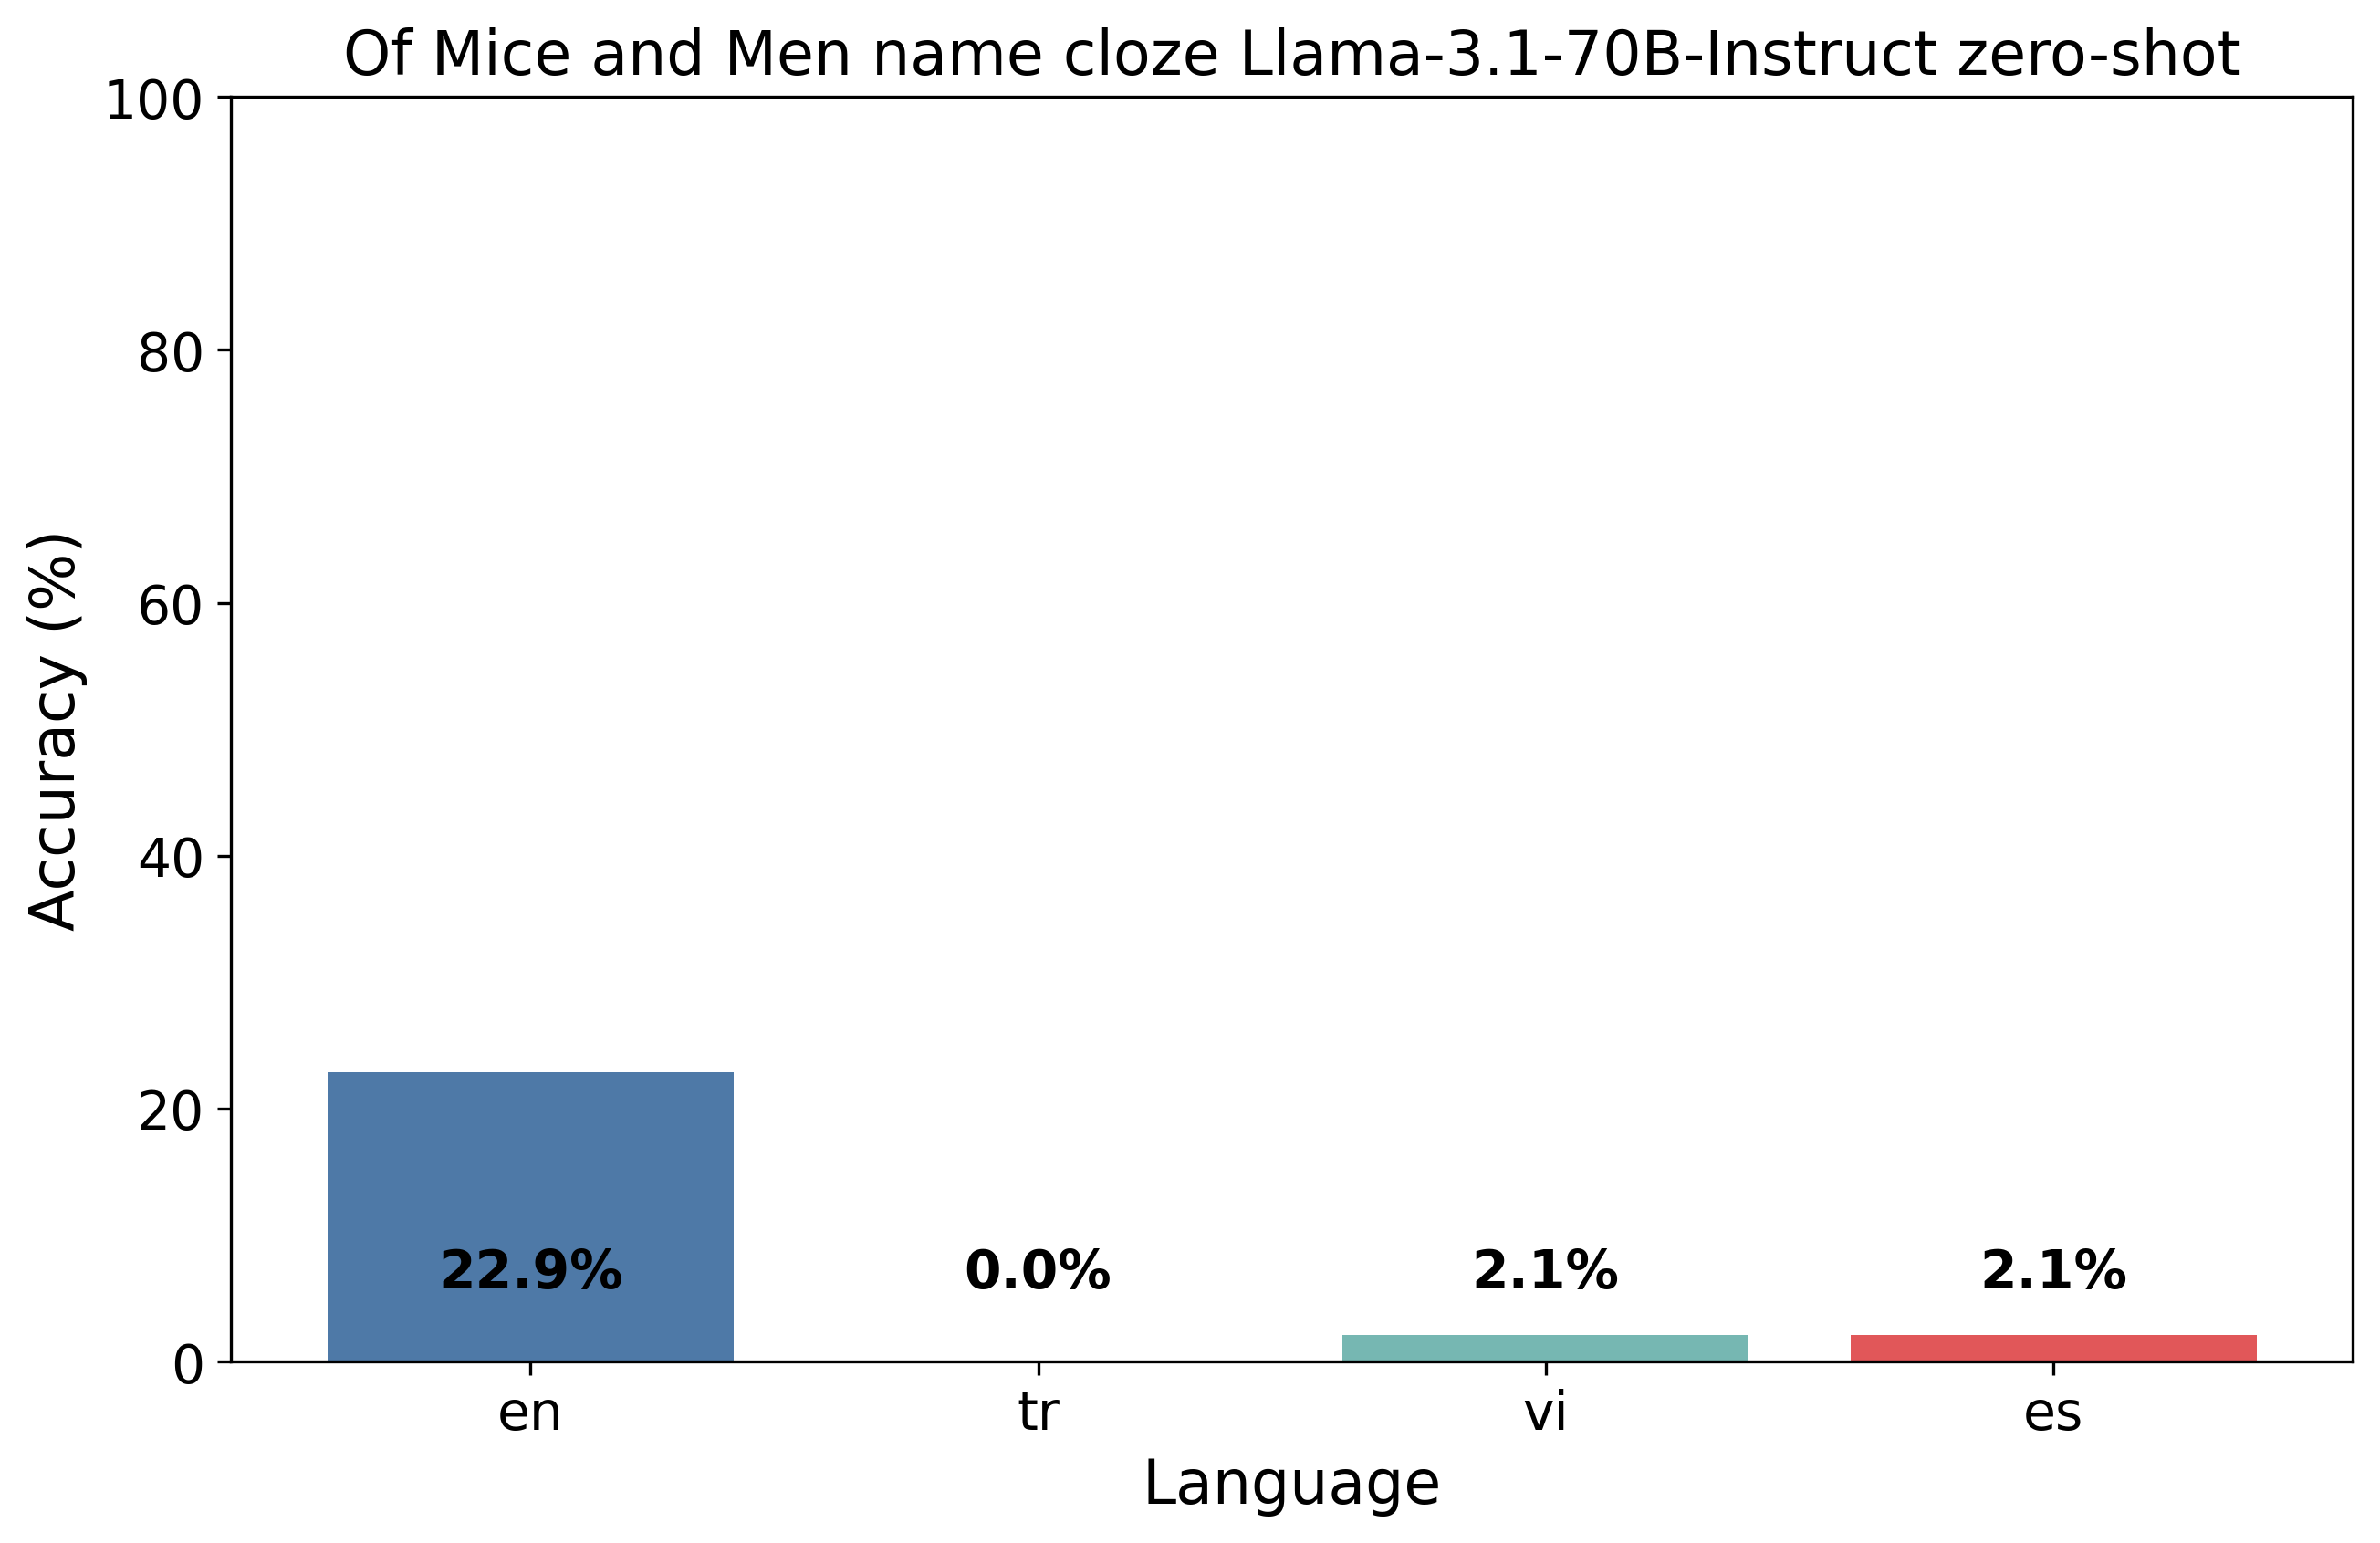 Of Mice and Men name cloze Llama-3.1-70B-Instruct zero-shot
100
80
60
40
20
0
Accuracy (%)
22.9%
0.0%
2.1%
2.1%
en
tr
vi
es
Language